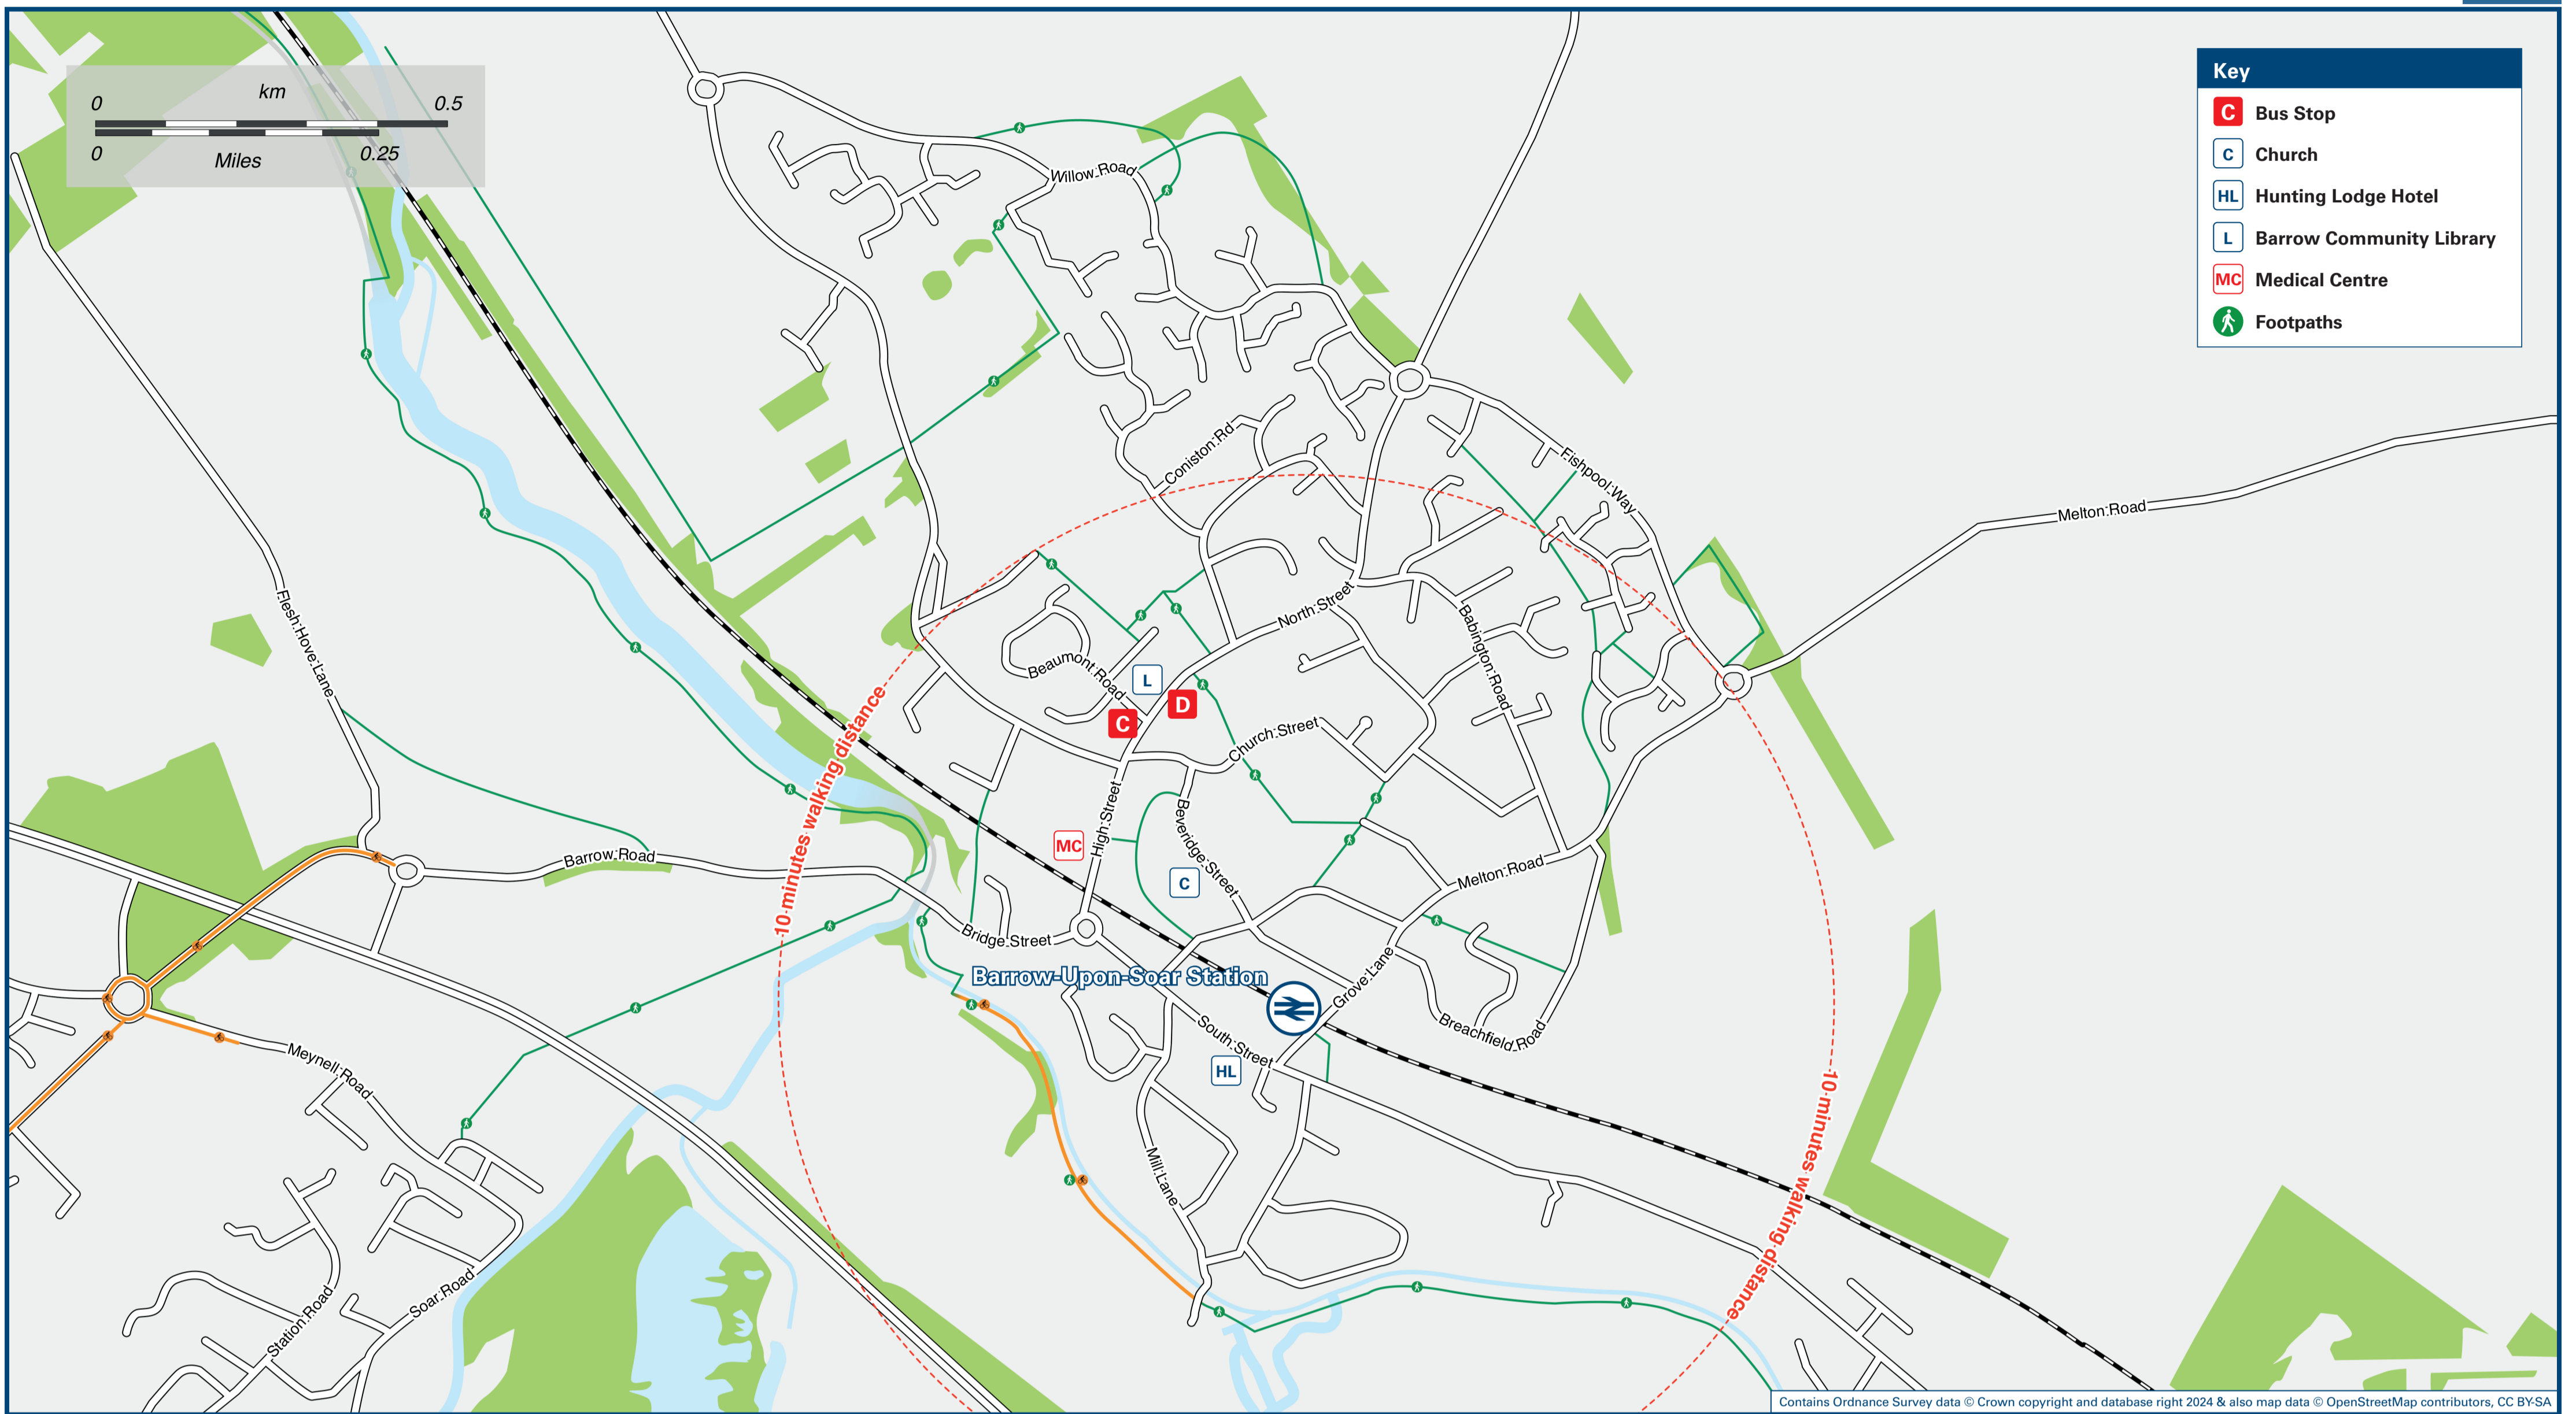 km
0
0.5
0
Miles
0.25
Key
C Bus Stop
C Church
HL Hunting Lodge Hotel
L Barrow Community Library
MC Medical Centre
Footpaths
Willow Road
Coniston Rd
Fishpool Way
Melton Road
Flesh Hove Lane
North Street
Babington Road
Beaumont Road
L
D
C
10 minutes walking distance
Church Street
High Street
Beveridge Street
MC
C
Barrow Road
Melton Road
Bridge Street
Barrow-Upon-Soar Station
Grove Lane
South Street
Breachfield Road
HL
Meynell Road
10 minutes walking distance
Mill Lane
Soar Road
Station Road
Contains Ordnance Survey data © Crown copyright and database right 2024 & also map data © OpenStreetMap contributors, CC BY-SA